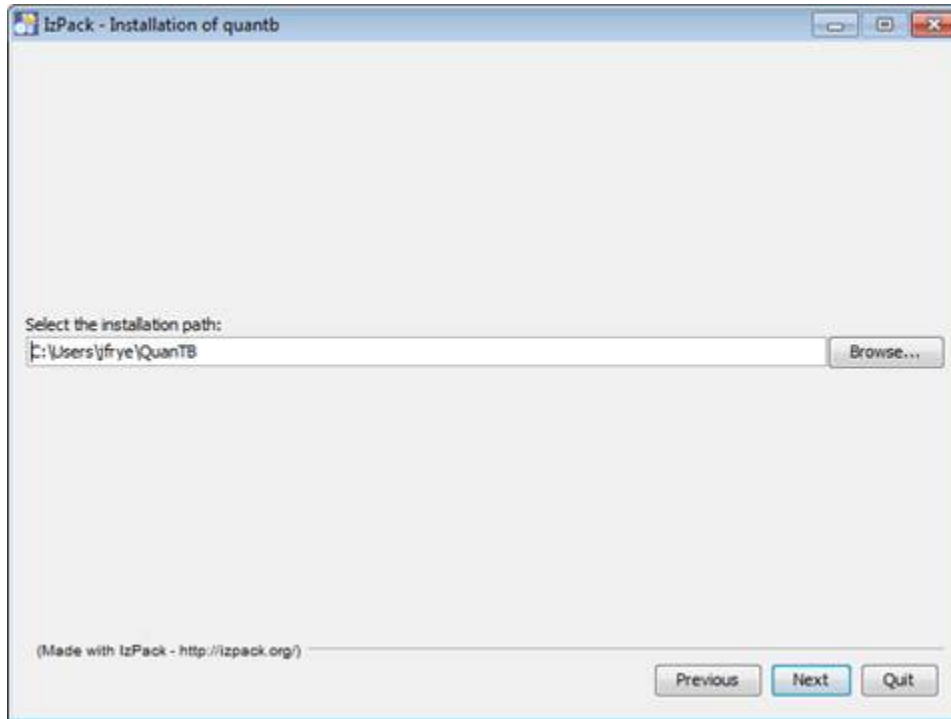 IzPack - Installation of quantb
Select the installation path:
C:\Users\jfrye\QuanTB
Browse...
(Made with IzPack - http://izpack.org/)
Previous Next Quit